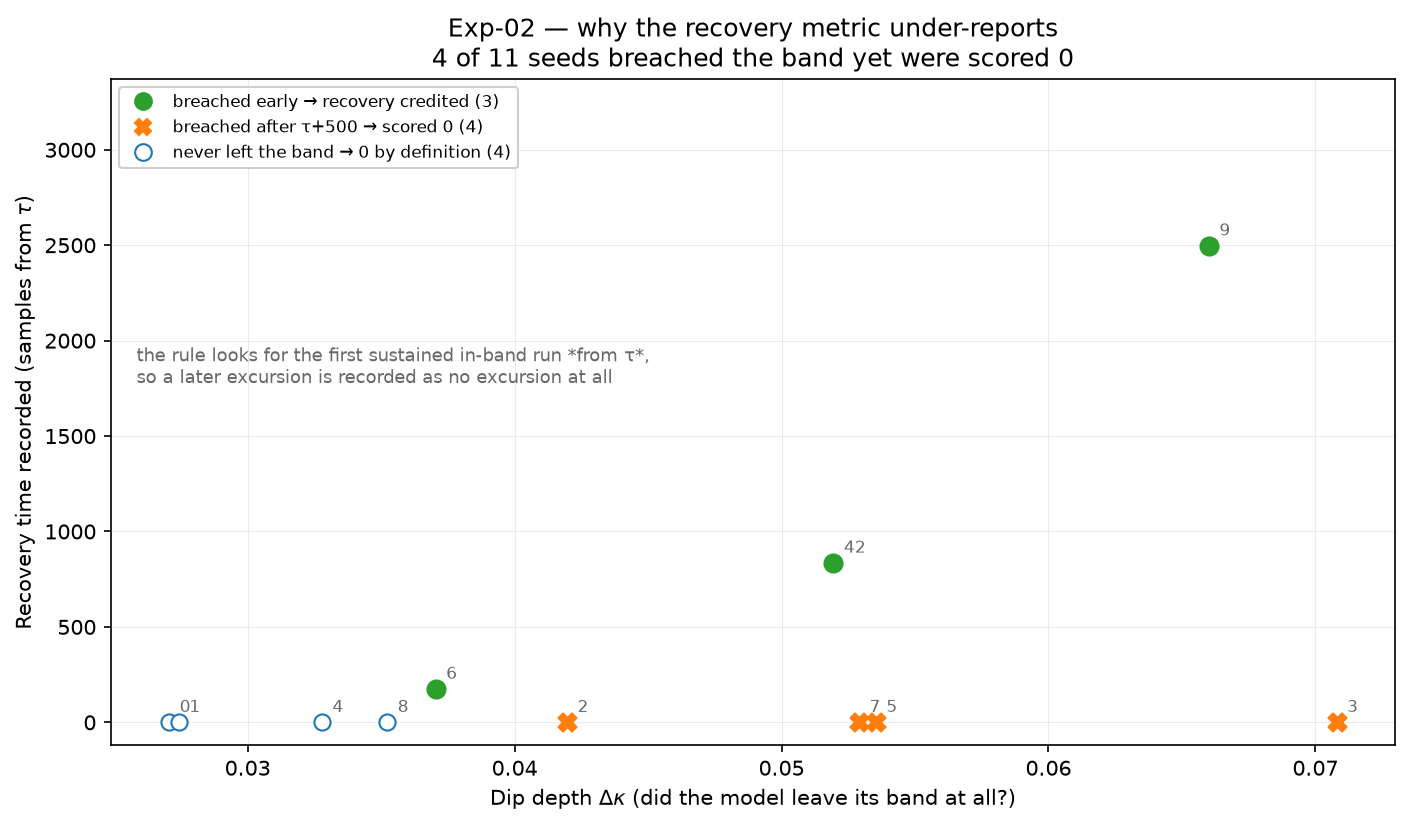 Exp-02 — why the recovery metric under-reports
4 of 11 seeds breached the band yet were scored 0
breached early → recovery credited (3)
breached after τ+500 → scored 0 (4)
never left the band → 0 by definition (4)
Recovery time recorded (samples from τ)
3000
2500
2000
1500
1000
500
0
9
the rule looks for the first sustained in-band run *from τ*,
so a later excursion is recorded as no excursion at all
42
6
0
1
4
8
2
7
5
3
0.03
0.04
0.05
0.06
0.07
Dip depth Δκ (did the model leave its band at all?)